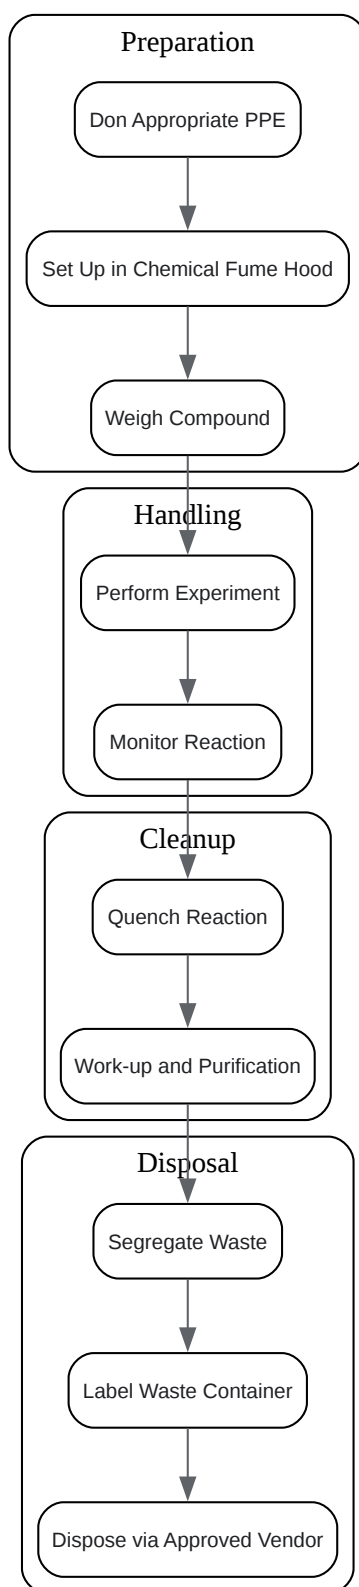 Preparation
Don Appropriate PPE
Set Up in Chemical Fume Hood
Weigh Compound
Handling
Perform Experiment
Monitor Reaction
Cleanup
Quench Reaction
Work-up and Purification
Disposal
Segregate Waste
Label Waste Container
Dispose via Approved Vendor